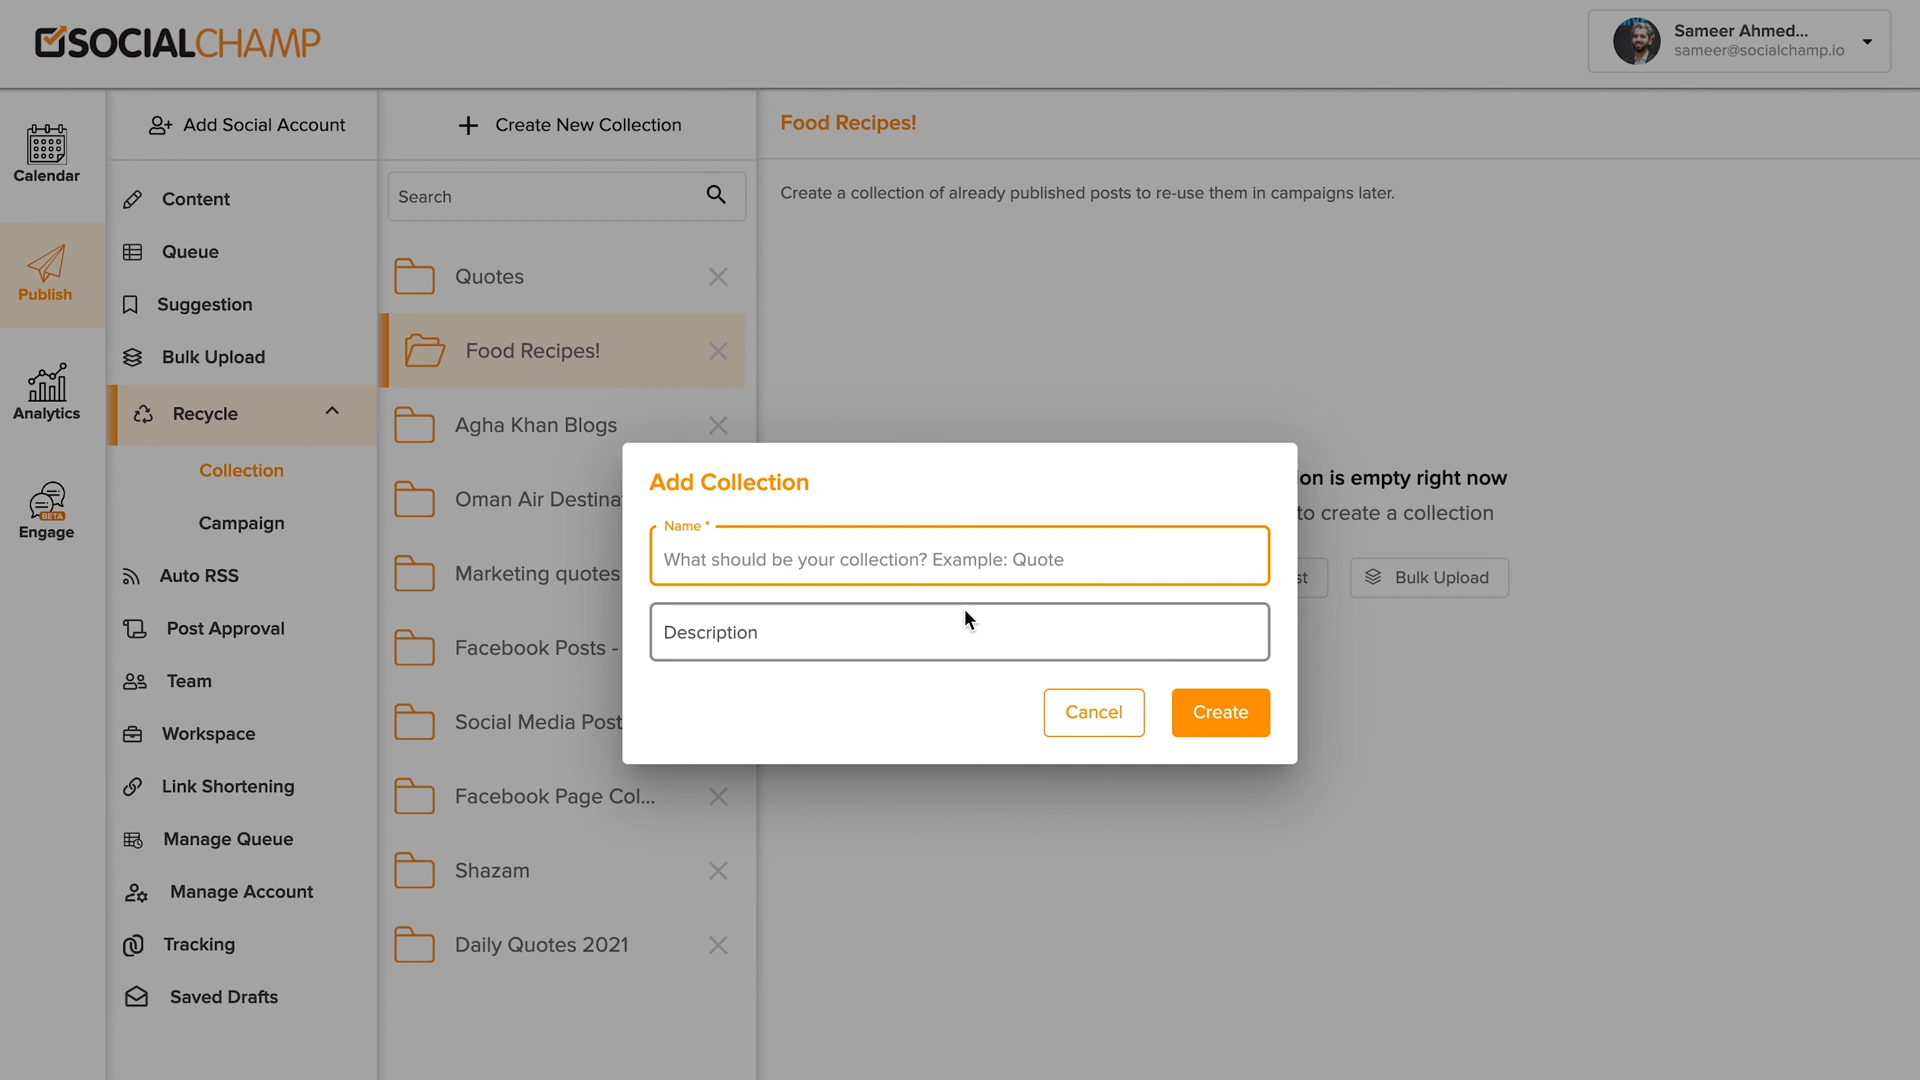 SOCIALCHAMP
Sameer Ahmed...
sameer@socialchamp.io
Calendar
Publish
Analytics
BETA
Engage
Add Social Account
Content
Queue
Suggestion
Bulk Upload
Recycle
Collection
Campaign
Auto RSS
Post Approval
Team
Workspace
Link Shortening
Manage Queue
Manage Account
Tracking
Saved Drafts
+ Create New Collection
Search
Quotes
Food Recipes!
Agha Khan Blogs
Oman Air Destina
Marketing quotes
Facebook Posts -
Social Media Post
Facebook Page Col...
Shazam
Daily Quotes 2021
Food Recipes!
Create a collection of already published posts to re-use them in campaigns later.
on is empty right now
to create a collection
st
Bulk Upload
Add Collection
Name *
What should be your collection? Example: Quote
Description
Cancel
Create